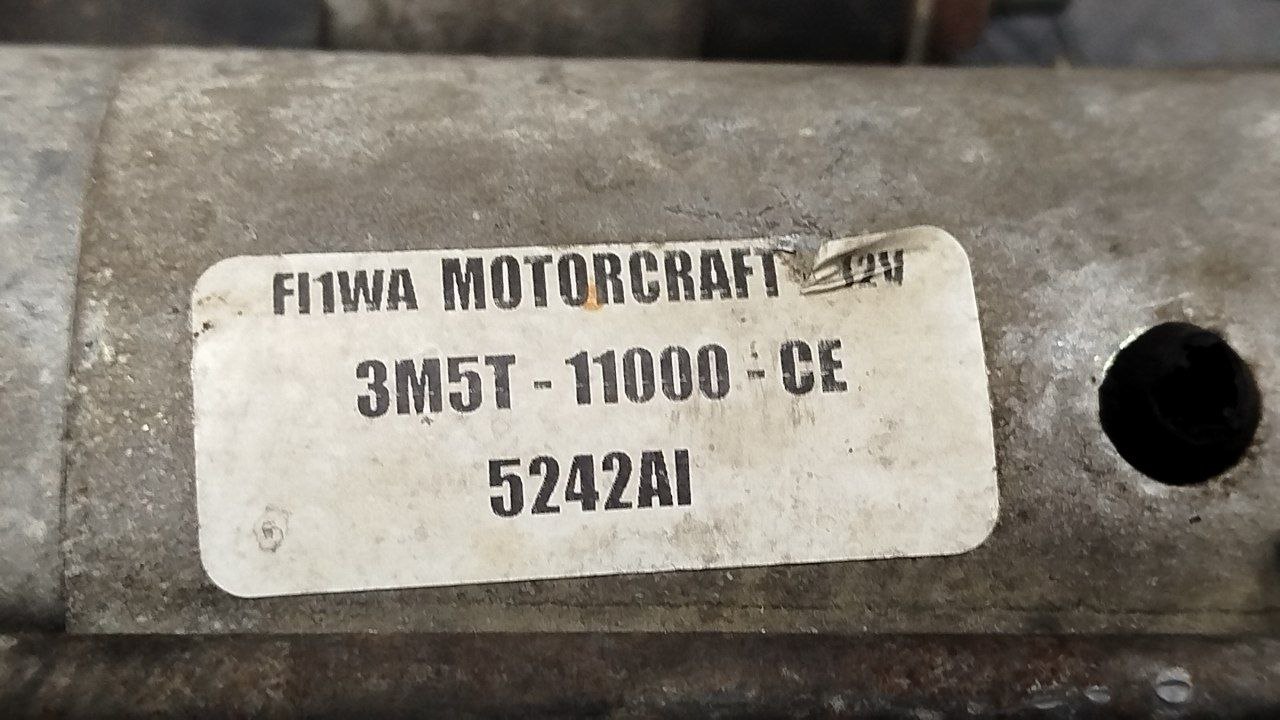 FI1WA MOTORCRAFT 12V
3M5T - 11000 - CE
5242AI